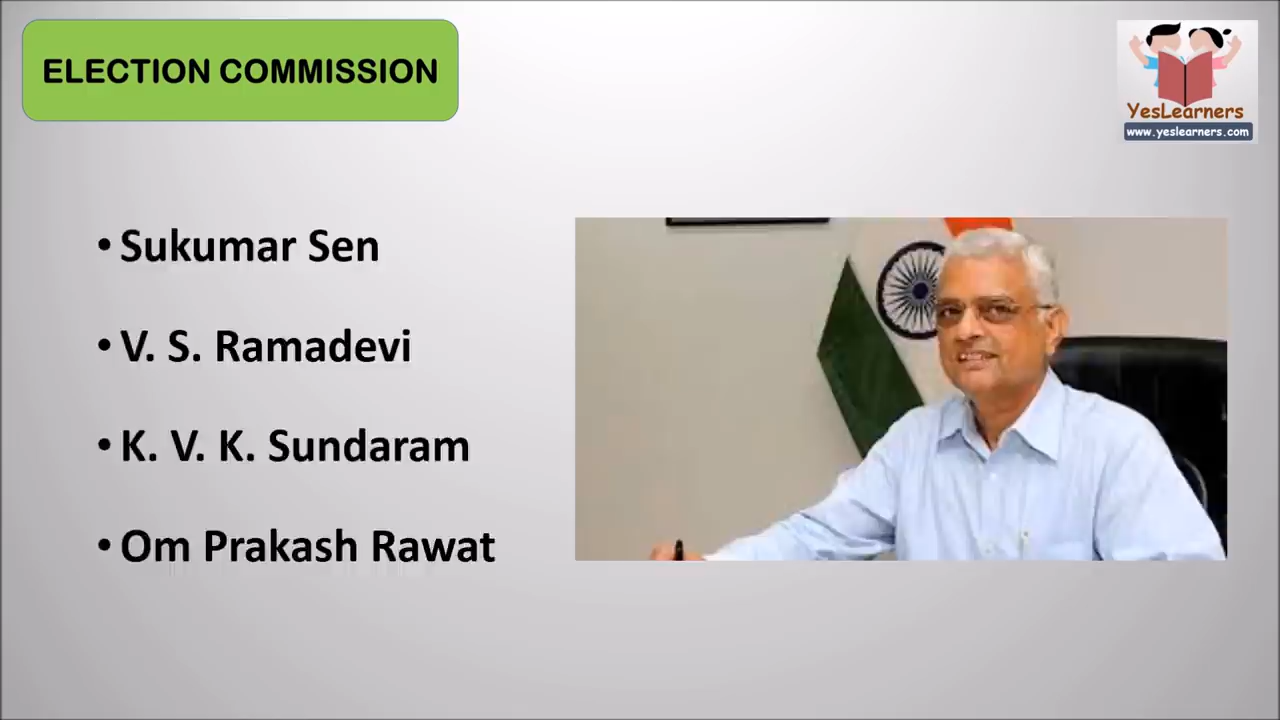 ELECTION COMMISSION
YesLearners
www.yeslearners.com
• Sukumar Sen
• V. S. Ramadevi
• K. V. K. Sundaram
• Om Prakash Rawat